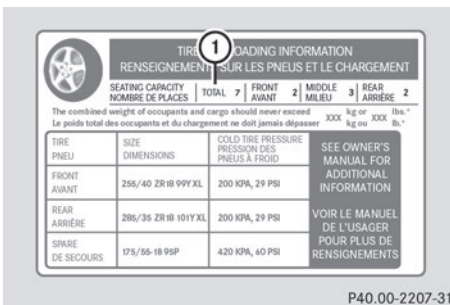 TIRE OADING INFORMATION
RENSEIGNEMENT SUR LES PNEUS ET LE CHARGEMENT
1
SEATING CAPACITY
NOMBRE DE PLACES
TOTAL 7
FRONT
AVANT 2
MIDDLE
MILIEU 3
REAR
ARRIÈRE 2
The combined weight of occupants and cargo should never exceed XXX kg or XXX lbs.*
Le poids total des occupants et du chargement ne doit jamais dépasser kg ou lb.*
TIRE
PNEU
SIZE
DIMENSIONS
COLD TIRE PRESSURE
PRESSION DES
PNEUS À FROID
SEE OWNER'S
MANUAL FOR
ADDITIONAL
INFORMATION
FRONT
AVANT
255/40 ZR18 99Y XL
200 KPA, 29 PSI
REAR
ARRIÈRE
285/35 ZR18 101Y XL
200 KPA, 29 PSI
VOIR LE MANUEL
DE L'USAGER
POUR PLUS DE
RENSIGNEMENTS
SPARE
DE SECOURS
175/55-18 95P
420 KPA, 60 PSI
P40.00-2207-31